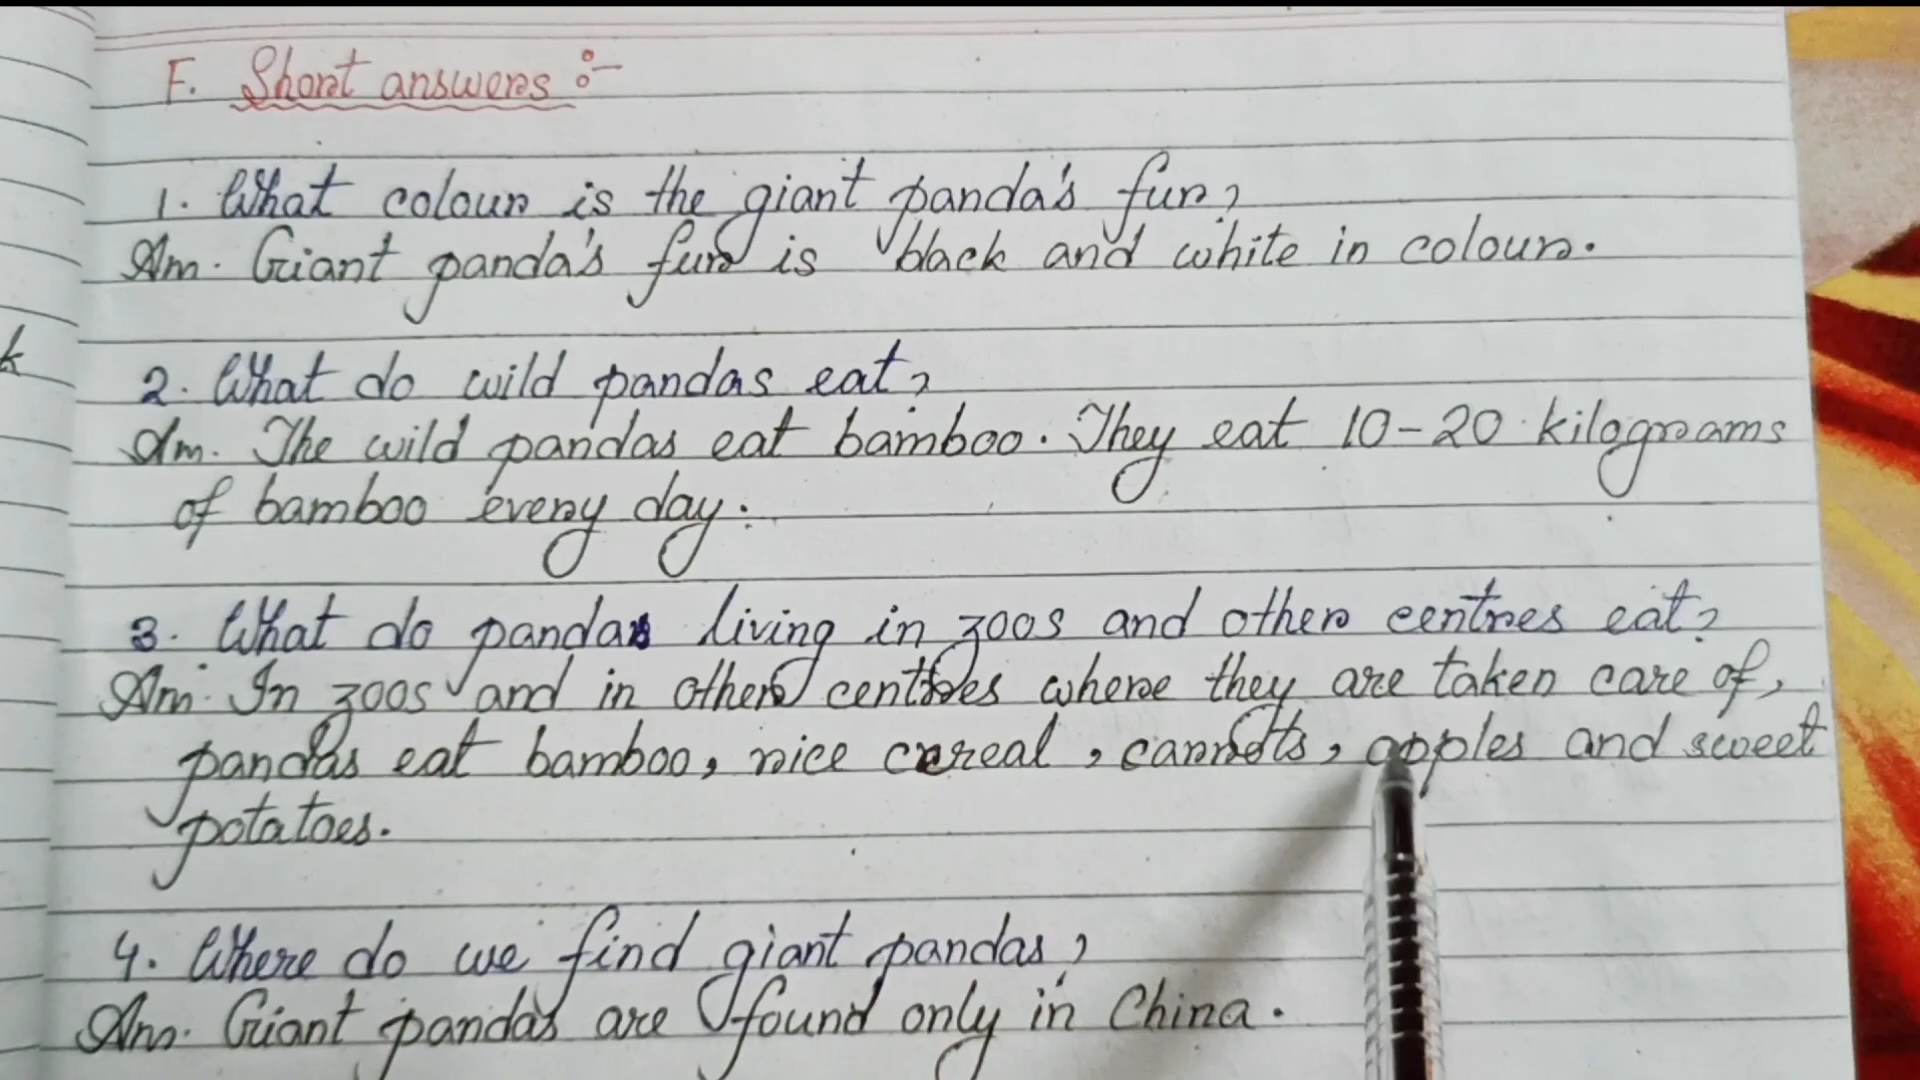 F. Short answers :-
1. What colour is the giant panda's fur?
Ans. Giant panda's fur is black and white in colour.
2. What do wild pandas eat?
Ans. The wild pandas eat bamboo. They eat 10-20 kilograms
of bamboo every day.
3. What do pandas living in zoos and other centres eat?
Ans. In zoos and in other centres where they are taken care of,
pandas eat bamboo, rice cereal, carrots, apples and sweet
potatoes.
4. Where do we find giant pandas?
Ans. Giant pandas are found only in China.